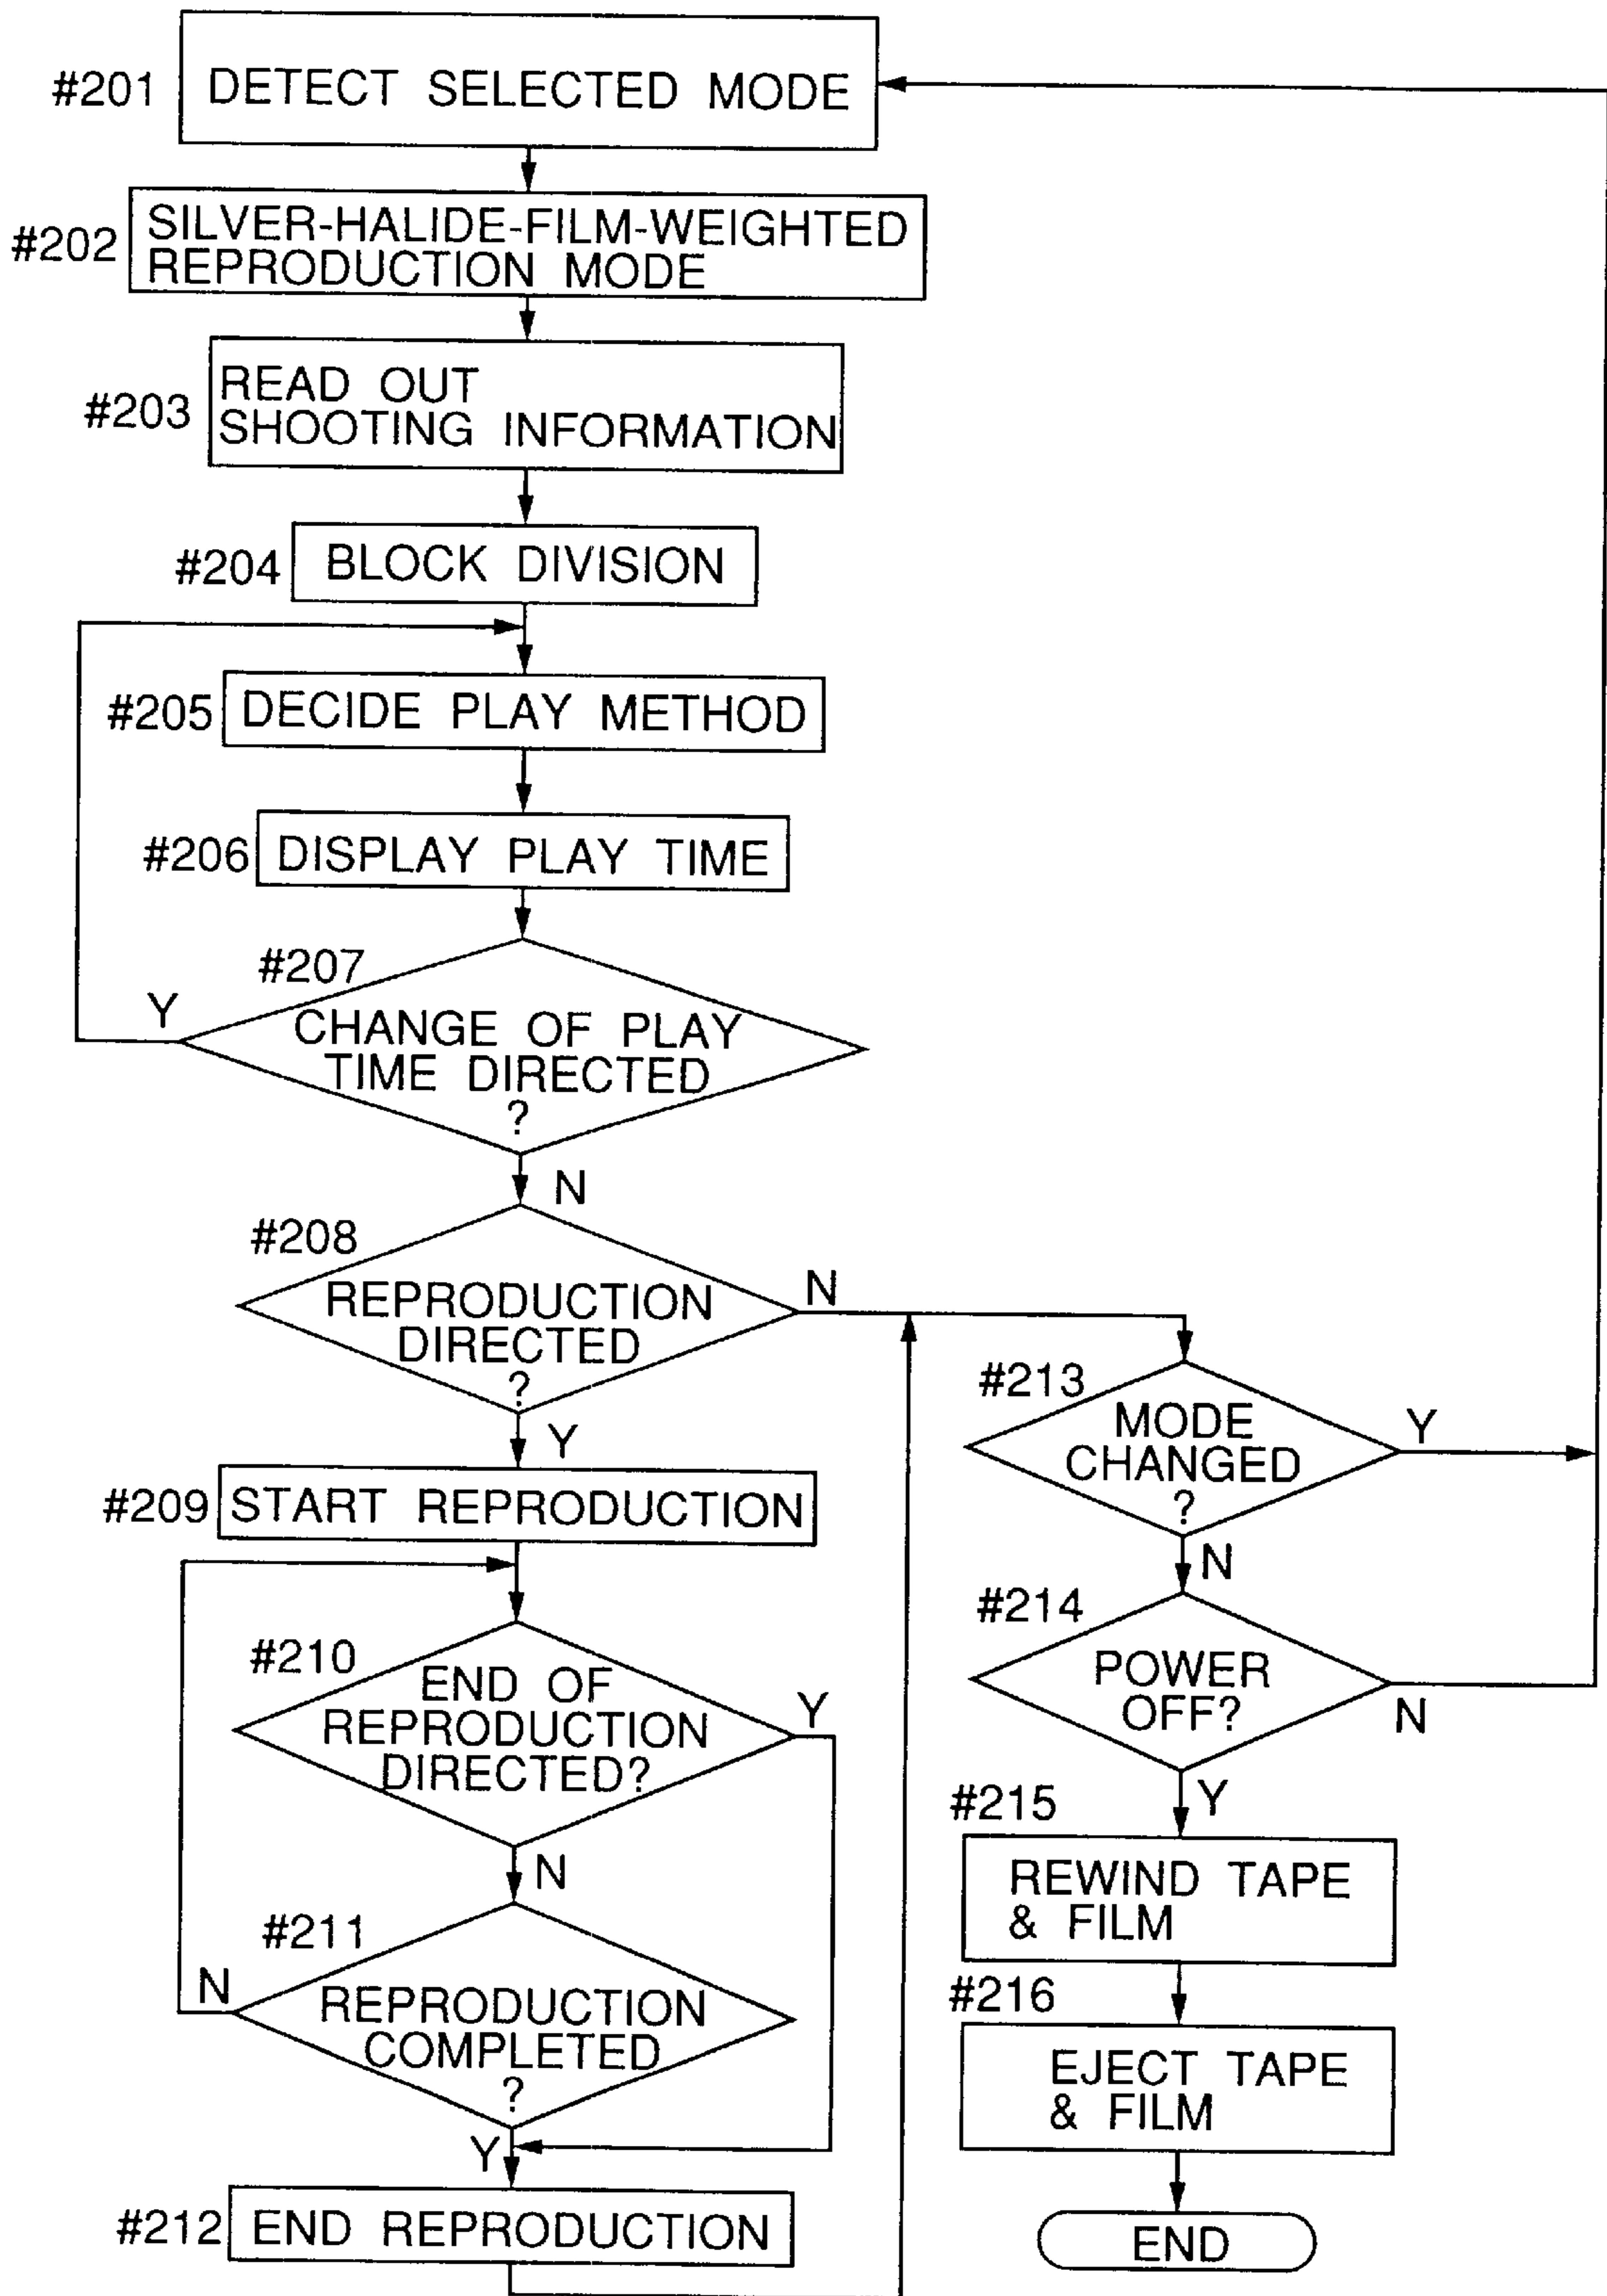 #201
DETECT SELECTED MODE
#202
SILVER-HALIDE-FILM-WEIGHTED
REPRODUCTION MODE
#203
READ OUT
SHOOTING INFORMATION
#204
BLOCK DIVISION
#205
DECIDE PLAY METHOD
#206
DISPLAY PLAY TIME
#207
Y
CHANGE OF PLAY
TIME DIRECTED
?
N
#208
REPRODUCTION
DIRECTED
?
N
Y
#209
START REPRODUCTION
#210
END OF
REPRODUCTION
DIRECTED?
Y
N
#211
N
REPRODUCTION
COMPLETED
?
Y
#212
END REPRODUCTION
#213
MODE
CHANGED
?
Y
N
#214
POWER
OFF?
N
Y
#215
REWIND TAPE
& FILM
#216
EJECT TAPE
& FILM
END